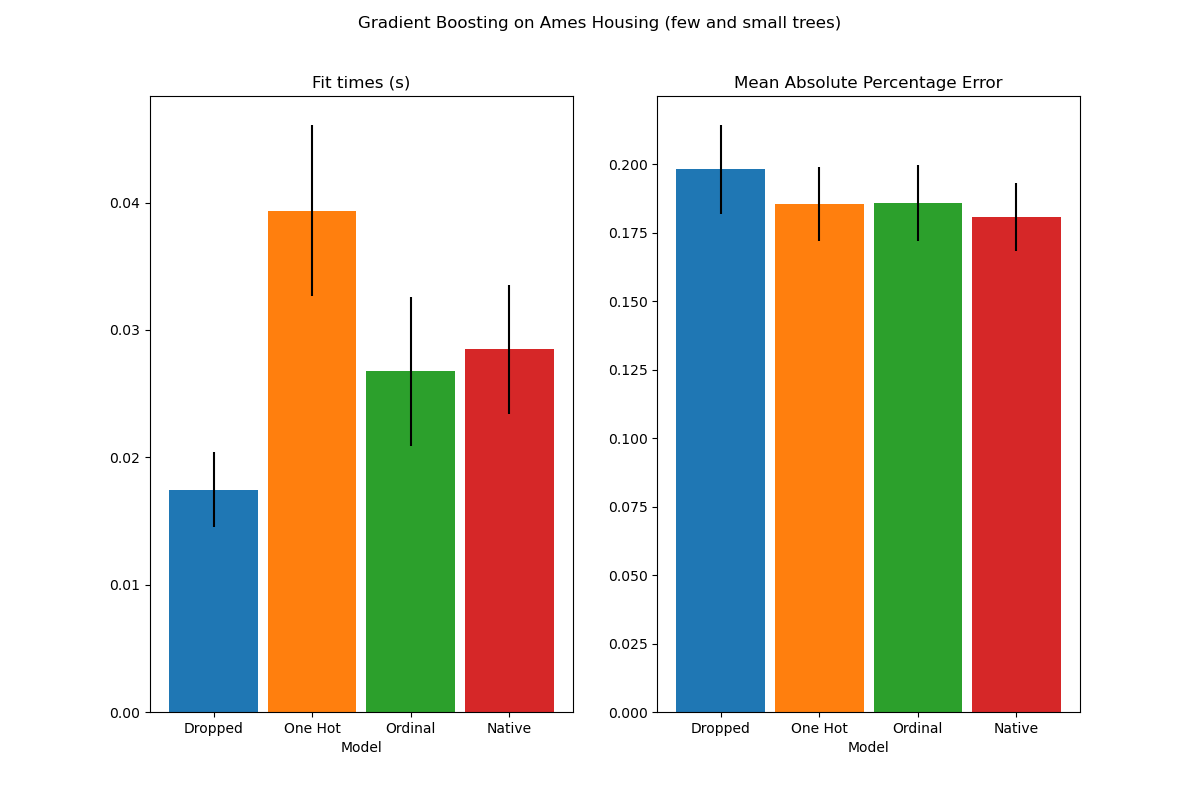 Gradient Boosting on Ames Housing (few and small trees)
Fit times (s)
0.04
0.03
0.02
0.01
0.00
Dropped One Hot Ordinal Native
Model
Mean Absolute Percentage Error
0.200
0.175
0.150
0.125
0.100
0.075
0.050
0.025
0.000
Dropped One Hot Ordinal Native
Model